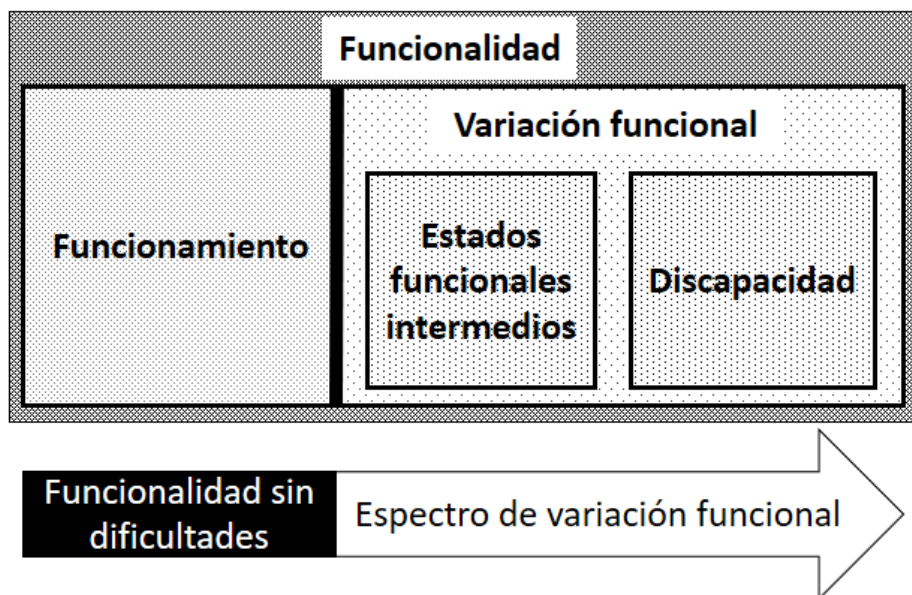 Funcionalidad
Variación funcional
Funcionamiento
Estados
funcionales
intermedios
Discapacidad
Funcionalidad sin
dificultades
Espectro de variación funcional